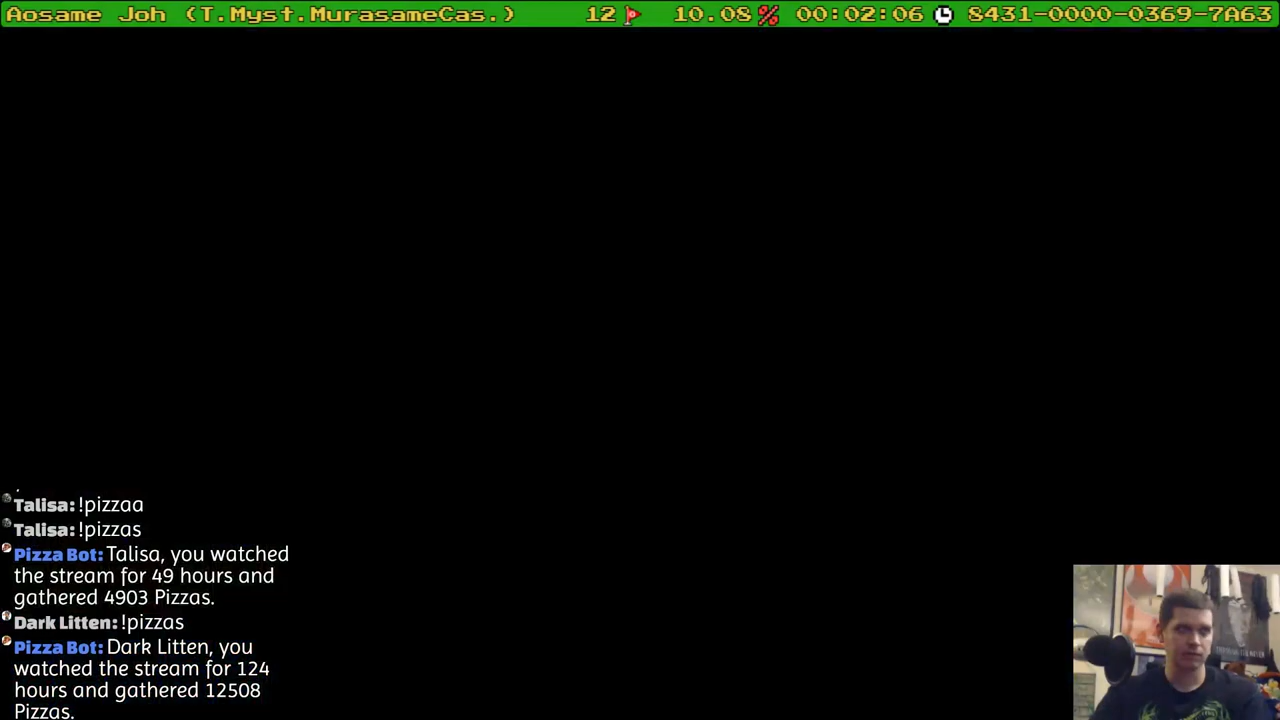 Aosame Joh (T.Myst.MurasameCas.) 12 10.08% 00:02:06 8431-0000-0369-7A63
Talisa: !pizzaa
Talisa: !pizzas
Pizza Bot: Talisa, you watched
the stream for 49 hours and
gathered 4903 Pizzas.
Dark Litten: !pizzas
Pizza Bot: Dark Litten, you
watched the stream for 124
hours and gathered 12508
Pizzas.